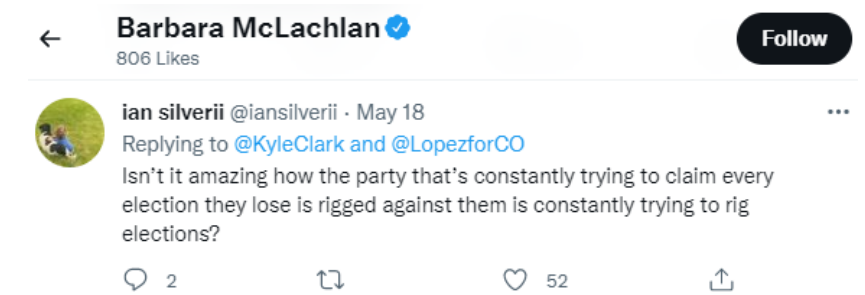 Barbara McLachlan
806 Likes
Follow
ian silverii @iansilverii · May 18
Replying to @KyleClark and @LopezforCO
Isn't it amazing how the party that's constantly trying to claim every
election they lose is rigged against them is constantly trying to rig
elections?
2
52